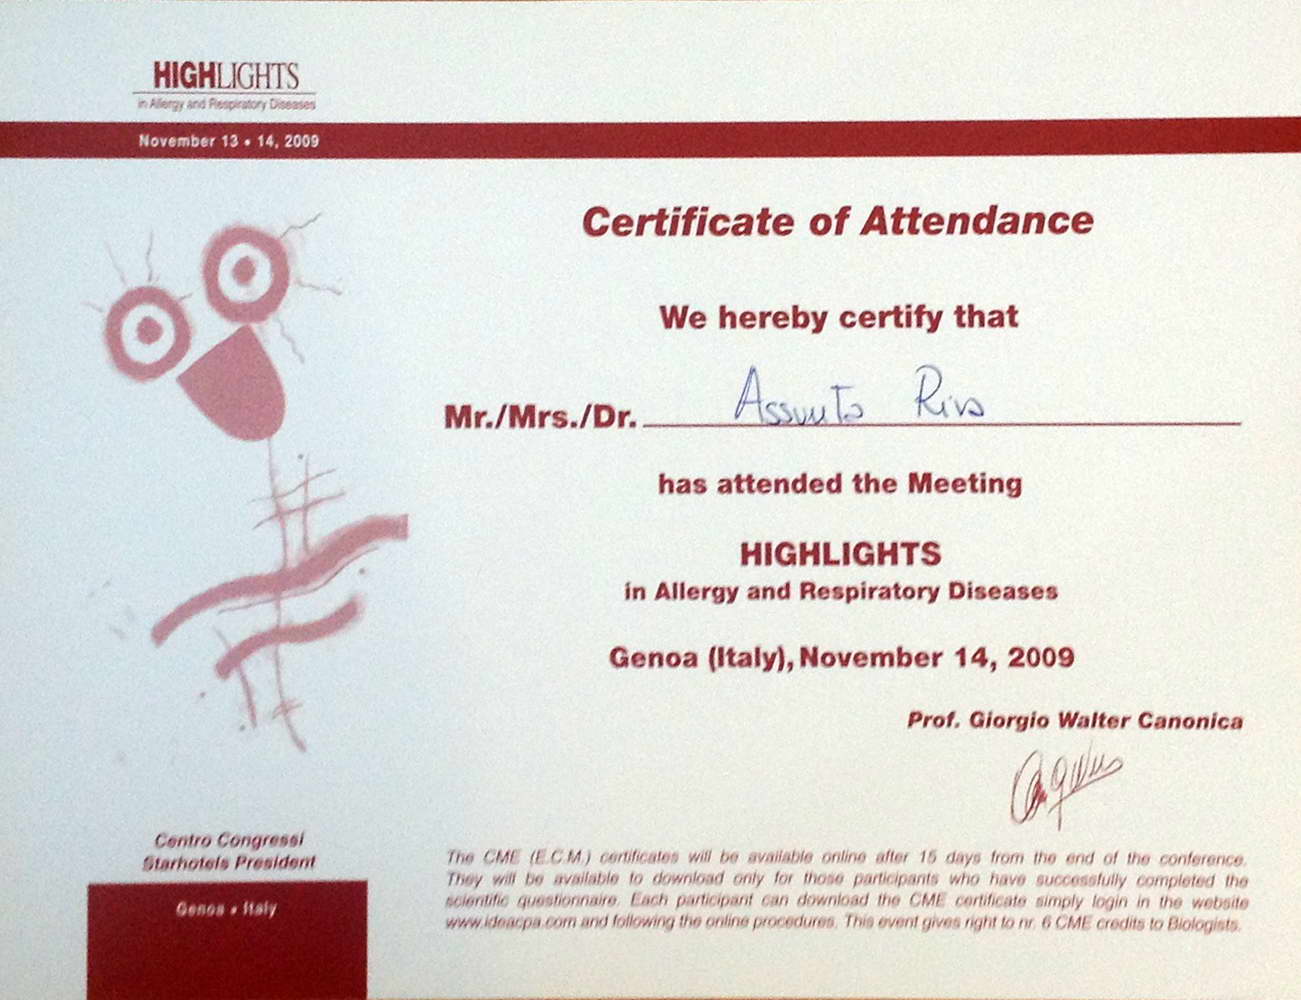 HIGHLIGHTS
in Allergy and Respiratory Diseases
November 13 • 14, 2009
Certificate of Attendance
We hereby certify that
Mr./Mrs./Dr. Assunta Riva
has attended the Meeting
HIGHLIGHTS
in Allergy and Respiratory Diseases
Genoa (Italy), November 14, 2009
Prof. Giorgio Walter Canonica
Centro Congressi
Starhotels President
Genoa • Italy
The CME (E.C.M.) certificates will be available online after 15 days from the end of the conference.
They will be available to download only for those participants who have successfully completed the
scientific questionnaire. Each participant can download the CME certificate simply login in the website
www.ideacpa.com and following the online procedures. This event gives right to nr. 6 CME credits to Biologists.